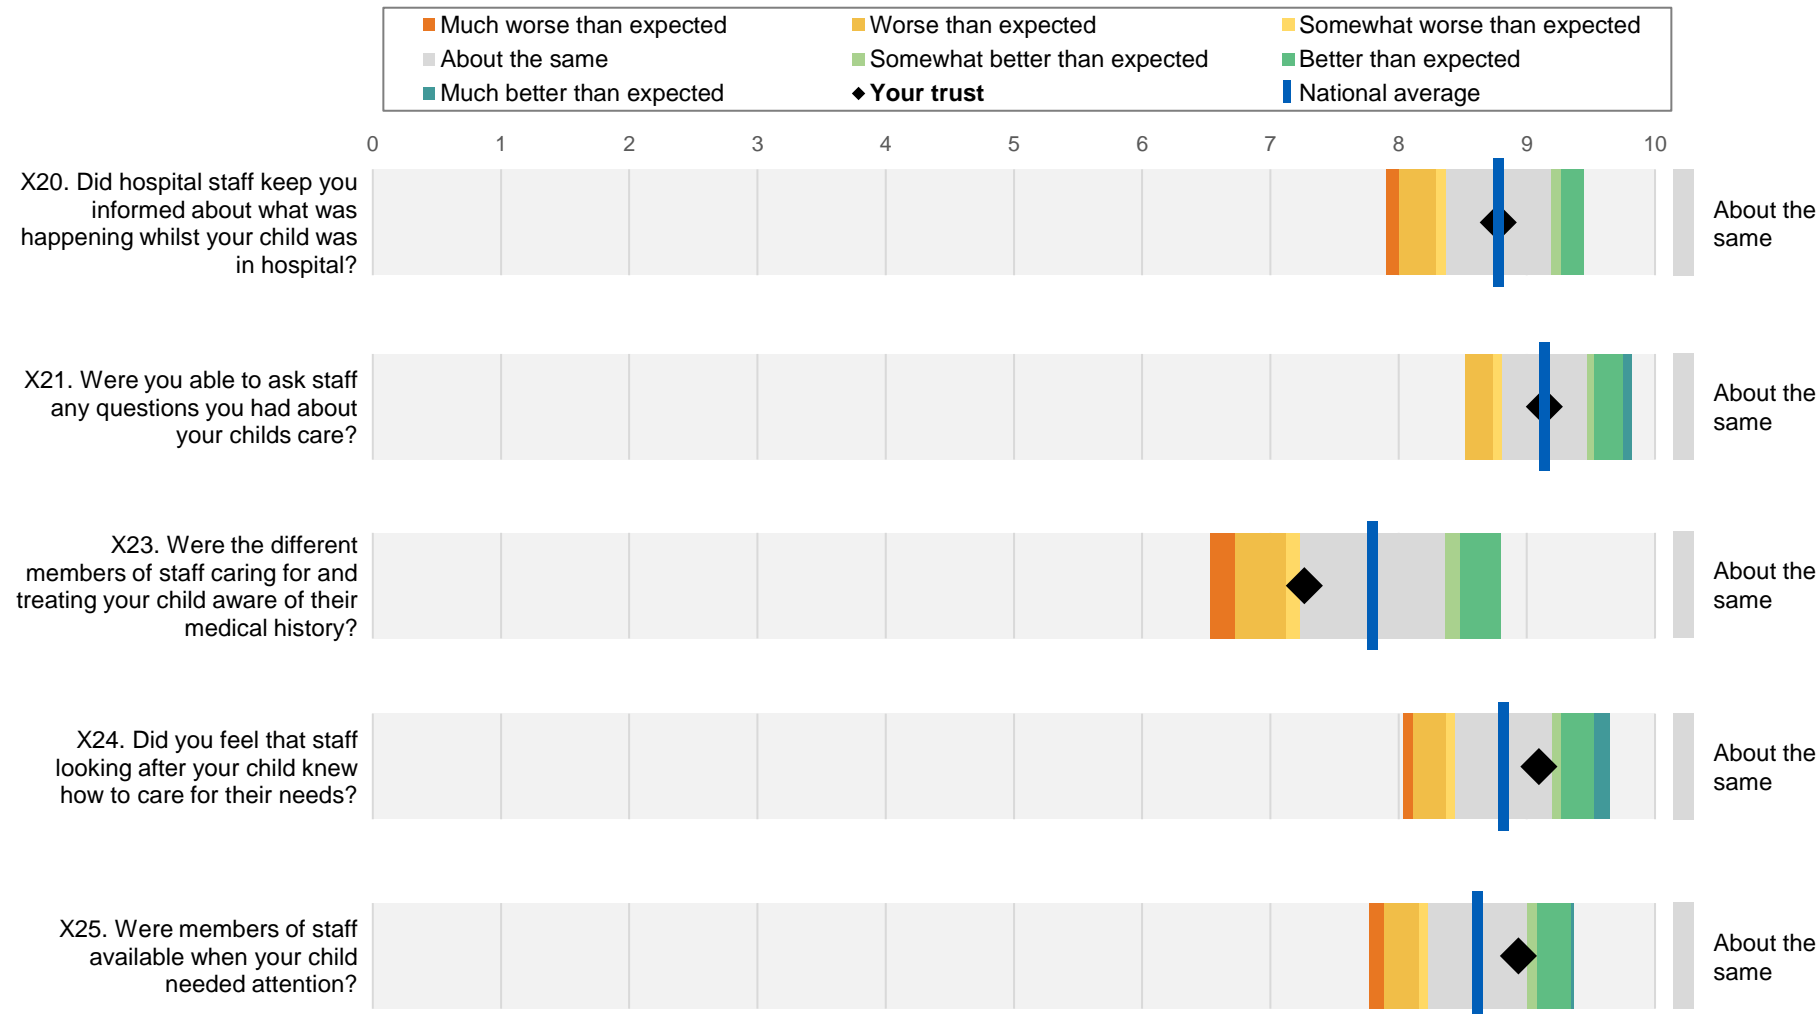 Much worse than expected
Worse than expected
Somewhat worse than expected
About the same
Somewhat better than expected
Better than expected
Much better than expected
Your trust
National average
0 1 2 3 4 5 6 7 8 9 10
X20. Did hospital staff keep you
informed about what was
happening whilst your child was
in hospital?
About the
same
X21. Were you able to ask staff
any questions you had about
your childs care?
About the
same
X23. Were the different
members of staff caring for and
treating your child aware of their
medical history?
About the
same
X24. Did you feel that staff
looking after your child knew
how to care for their needs?
About the
same
X25. Were members of staff
available when your child
needed attention?
About the
same